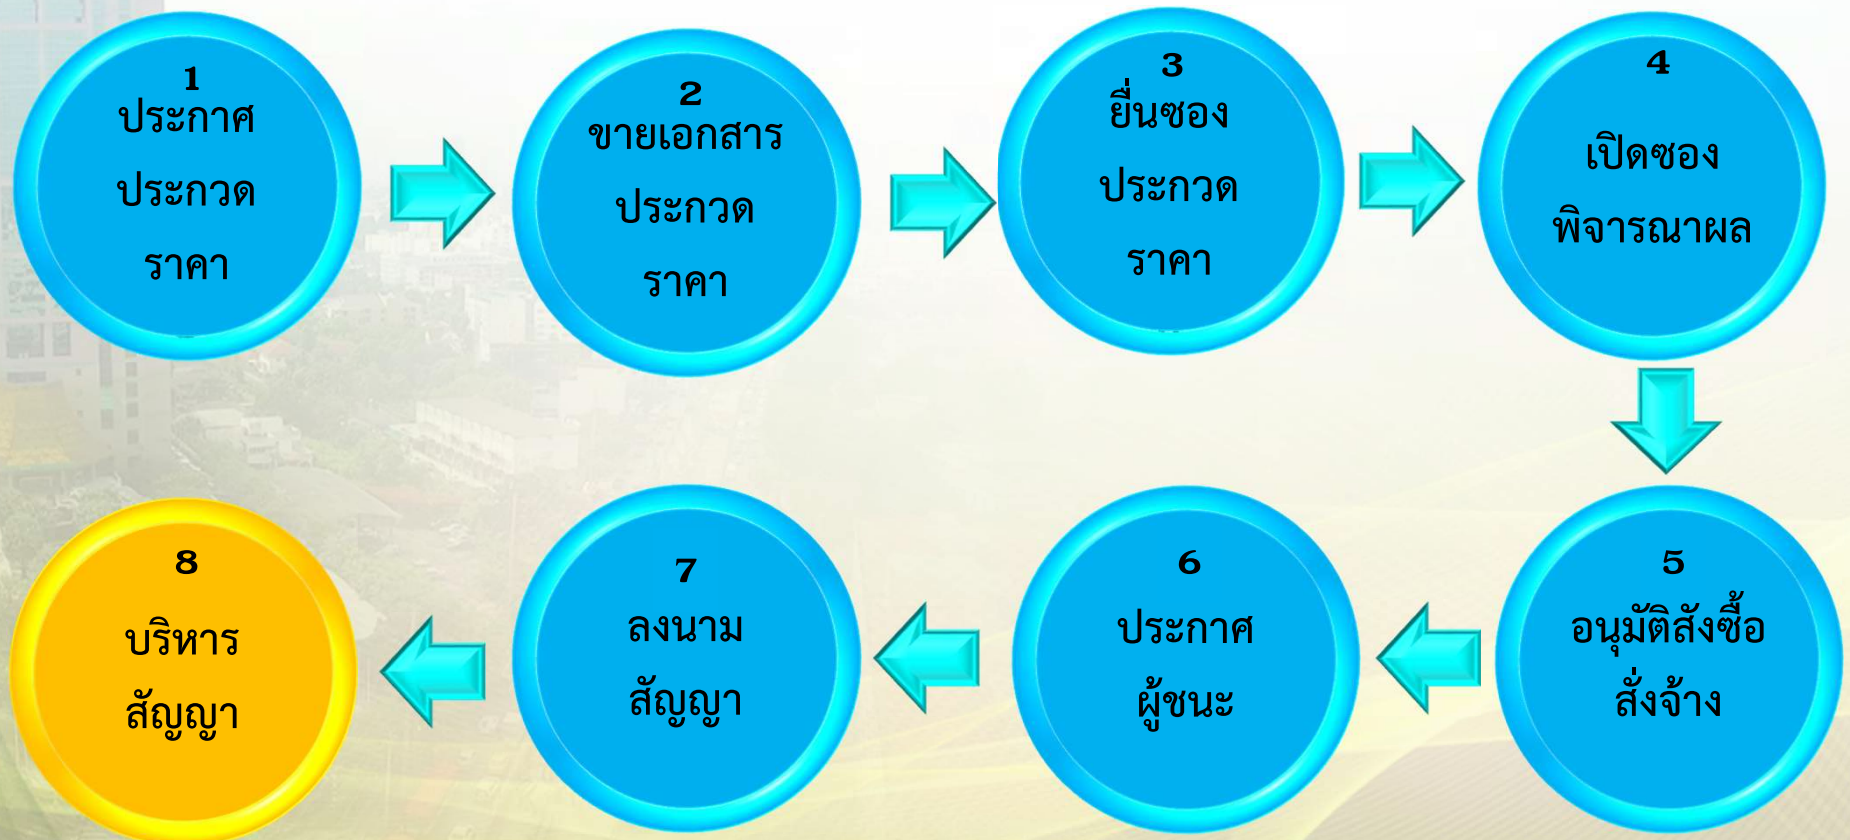 1
ประกาศ
ประกวด
ราคา
2
ขายเอกสาร
ประกวด
ราคา
3
ยื่นซอง
ประกวด
ราคา
4
เปิดซอง
พิจารณาผล
5
อนุมัติสังซื้อ
สั่งจ้าง
6
ประกาศ
ผู้ชนะ
7
ลงนาม
สัญญา
8
บริหาร
สัญญา